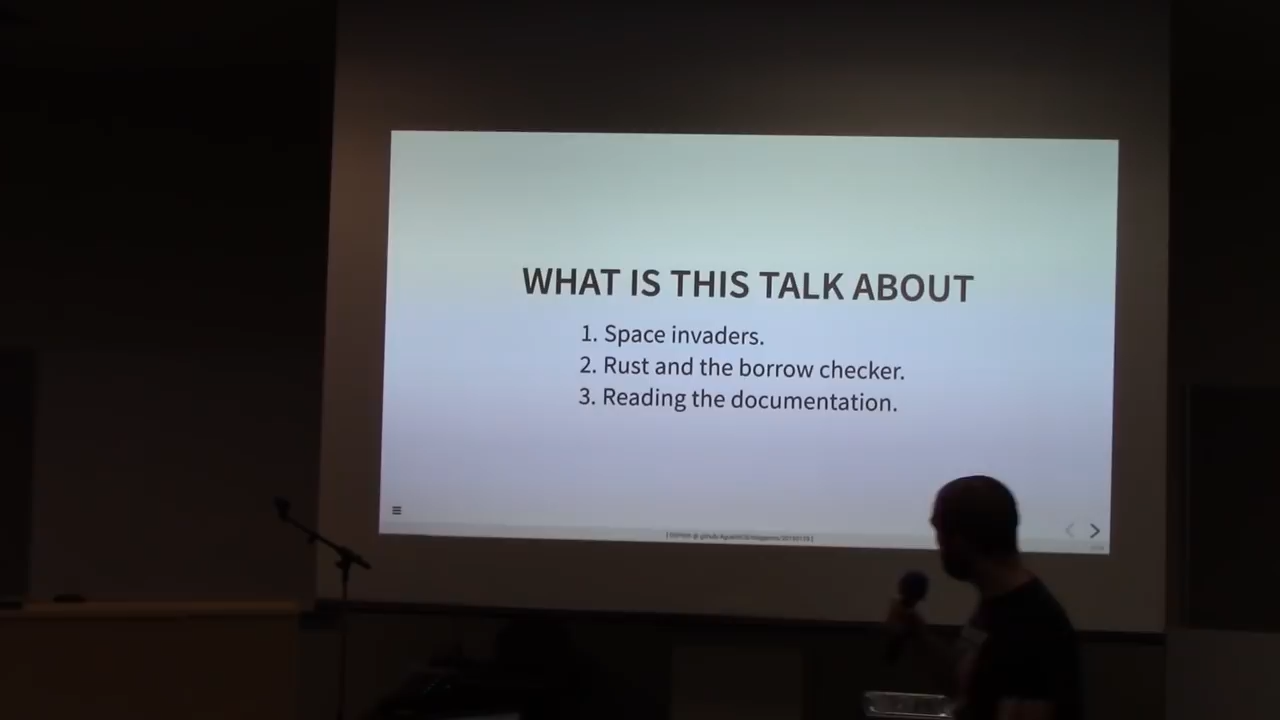 WHAT IS THIS TALK ABOUT
1. Space invaders.
2. Rust and the borrow checker.
3. Reading the documentation.